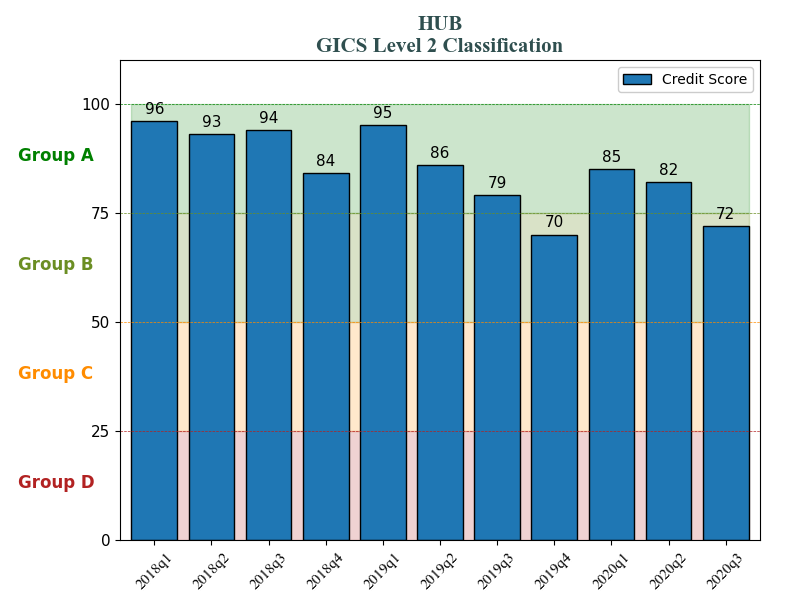 HUB
GICS Level 2 Classification
Credit Score
100
75
50
25
0
Group A
Group B
Group C
Group D
96
93
94
84
95
86
79
70
85
82
72
2018q1
2018q2
2018q3
2018q4
2019q1
2019q2
2019q3
2019q4
2020q1
2020q2
2020q3